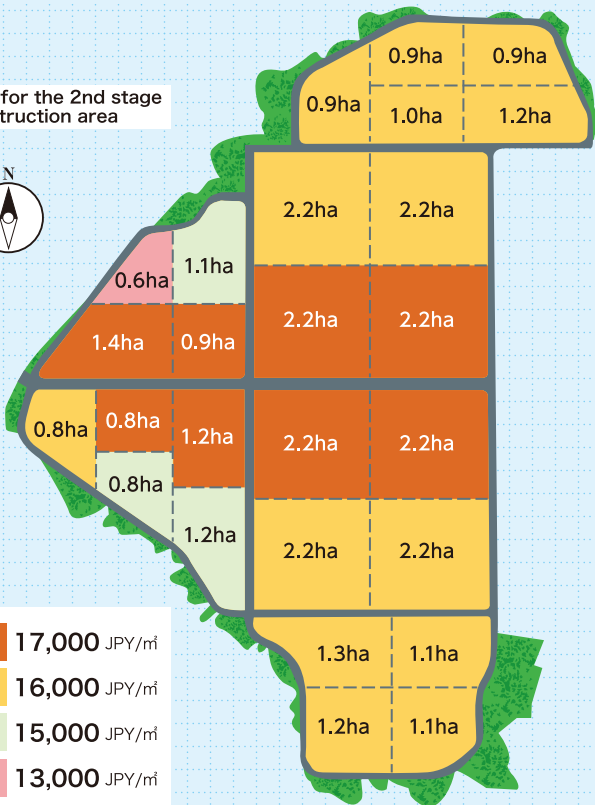 for the 2nd stage
truction area
N
0.9ha
0.9ha
0.9ha
1.0ha
1.2ha
2.2ha
2.2ha
1.1ha
0.6ha
2.2ha
2.2ha
1.4ha
0.9ha
0.8ha
0.8ha
1.2ha
2.2ha
2.2ha
0.8ha
1.2ha
2.2ha
2.2ha
1.3ha
1.1ha
1.2ha
1.1ha
17,000 JPY/㎡
16,000 JPY/㎡
15,000 JPY/㎡
13,000 JPY/㎡